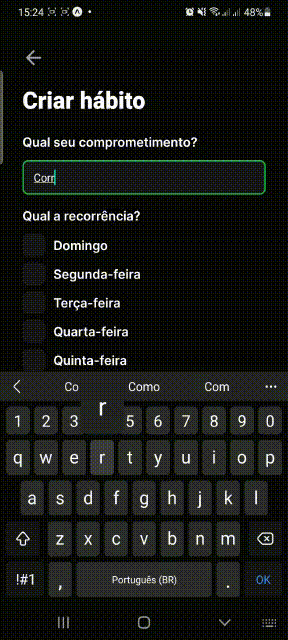 15:24
48%
Criar hábito
Qual seu comprometimento?
Corr
Qual a recorrência?
Domingo
Segunda-feira
Terça-feira
Quarta-feira
Quinta-feira
Co Como Com
r
1 2 3 5 6 7 8 9 0
q w e r t y u i o p
a s d f g h j k l
z x c v b n m
!#1 , Português (BR) . OK